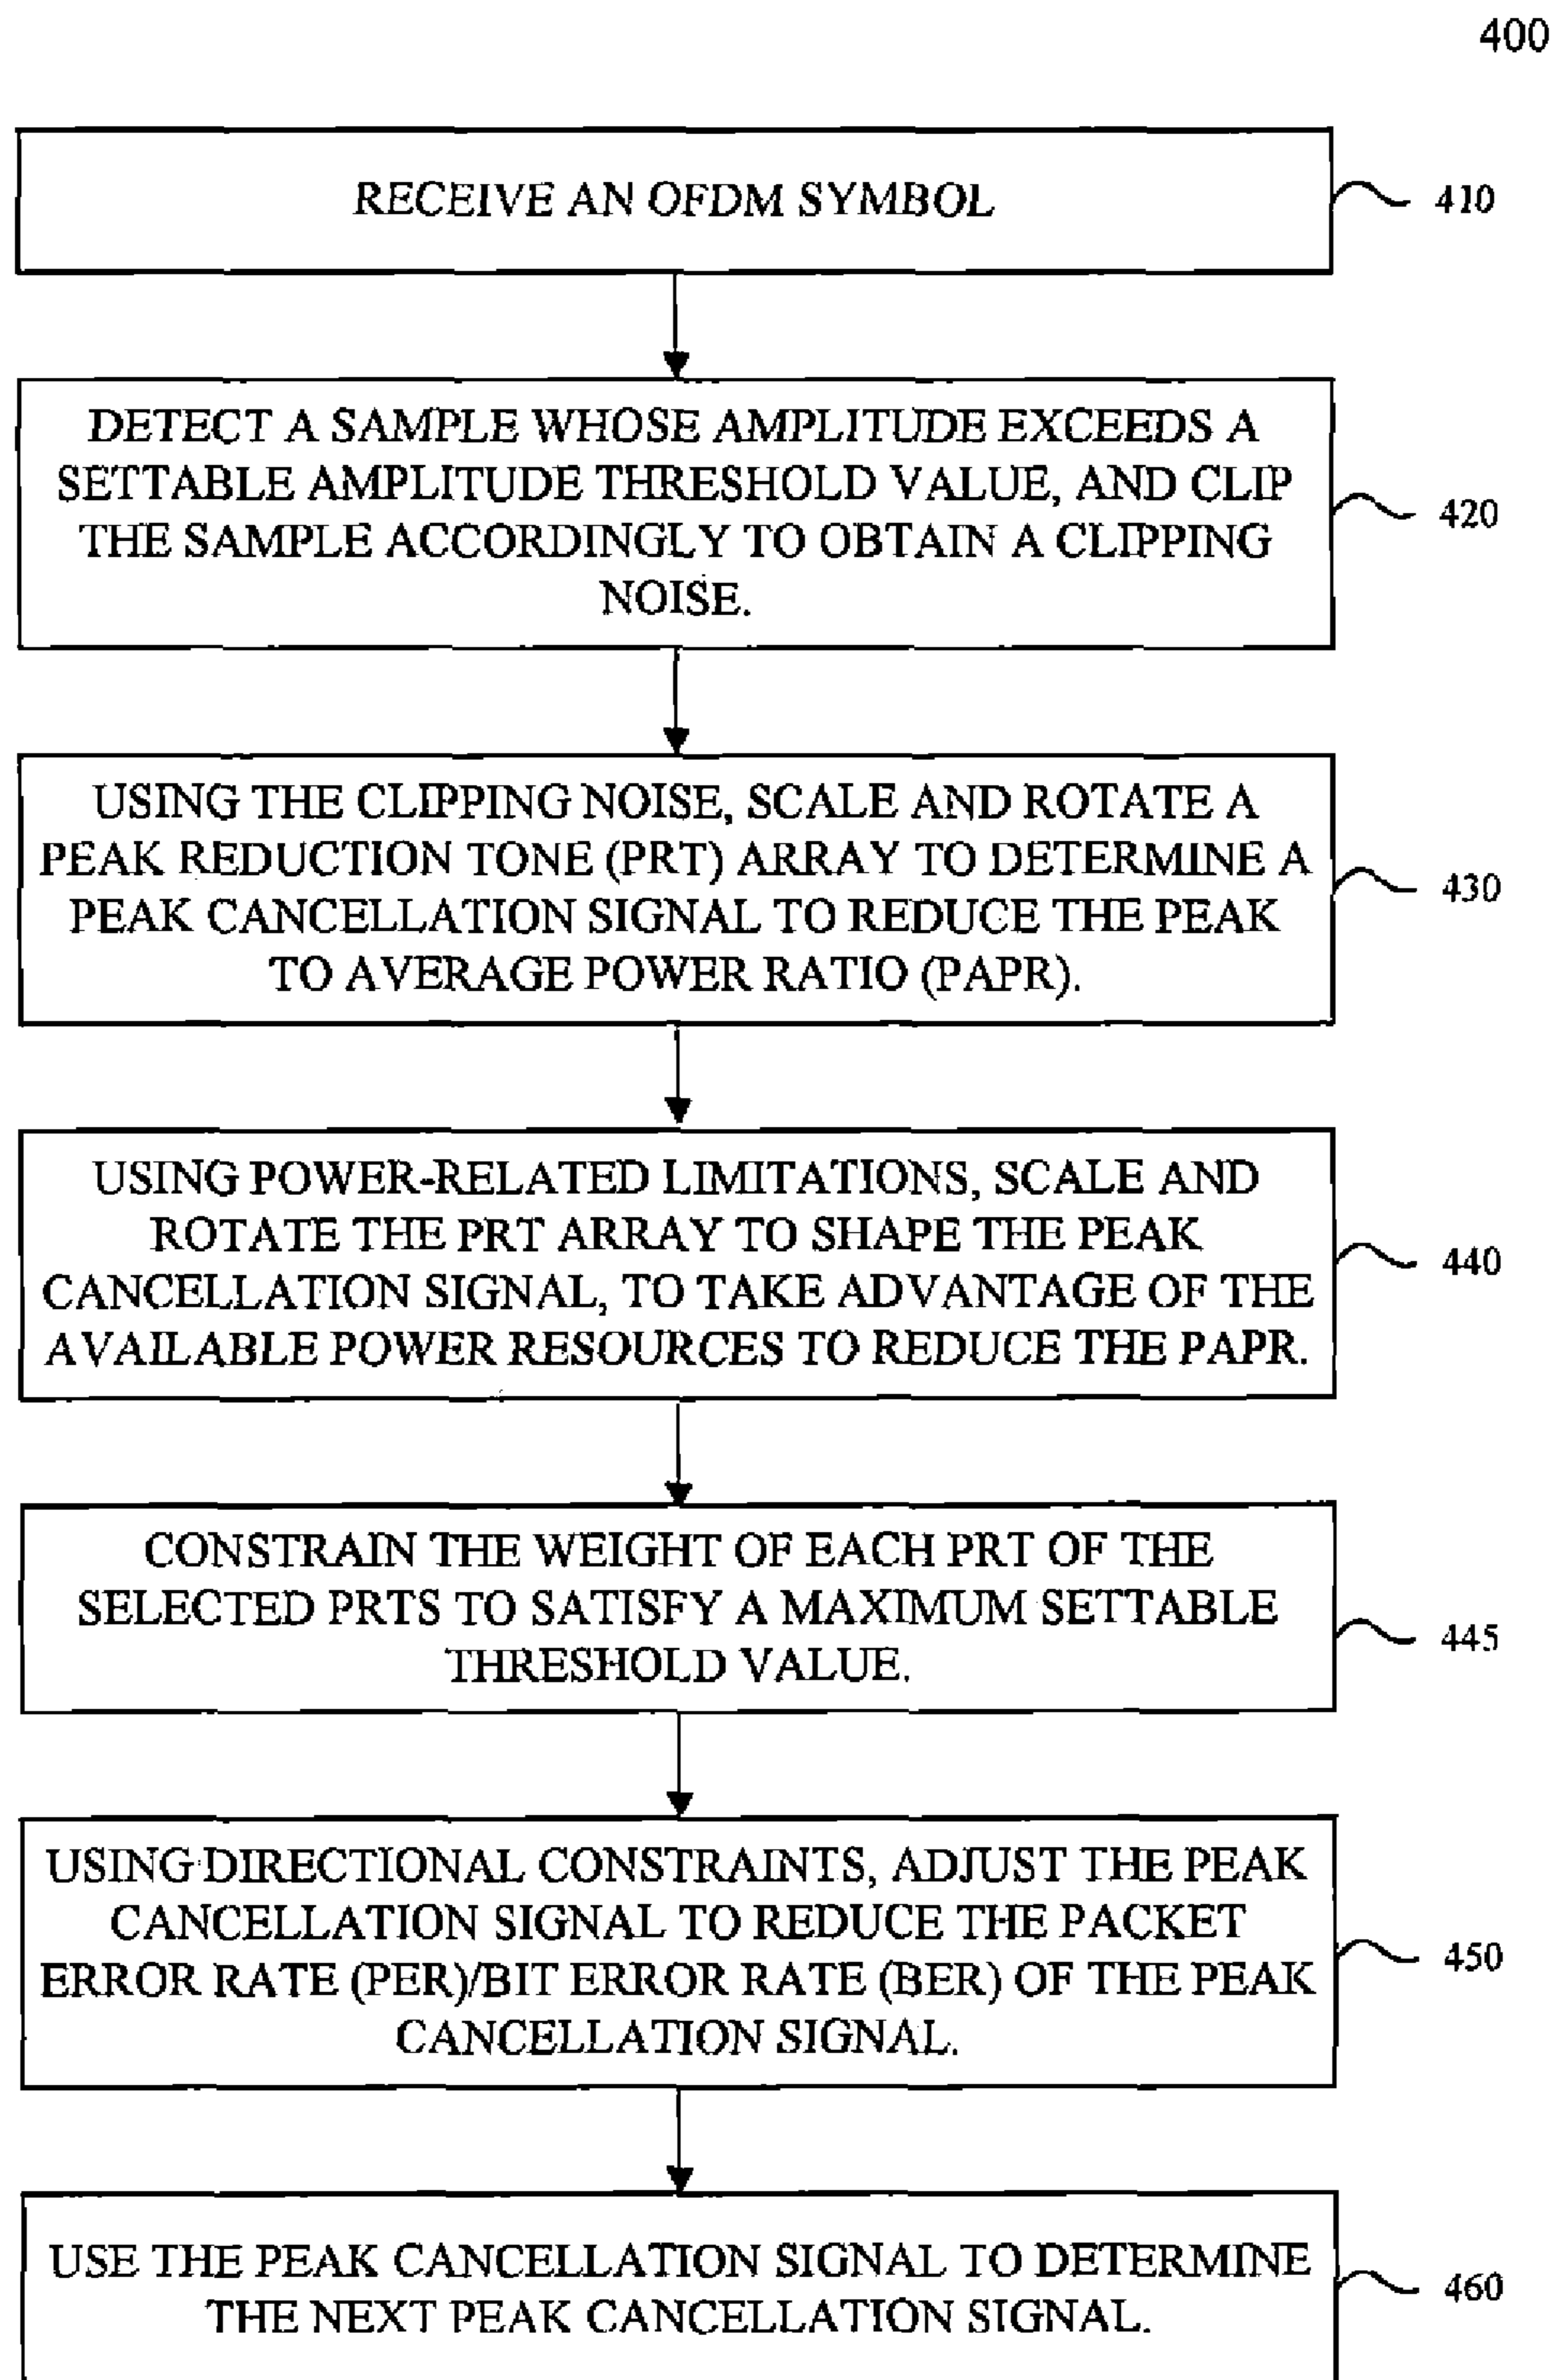 400
RECEIVE AN OFDM SYMBOL
410
DETECT A SAMPLE WHOSE AMPLITUDE EXCEEDS A
SETTABLE AMPLITUDE THRESHOLD VALUE, AND CLIP
THE SAMPLE ACCORDINGLY TO OBTAIN A CLIPPING
NOISE.
420
USING THE CLIPPING NOISE, SCALE AND ROTATE A
PEAK REDUCTION TONE (PRT) ARRAY TO DETERMINE A
PEAK CANCELLATION SIGNAL TO REDUCE THE PEAK
TO AVERAGE POWER RATIO (PAPR).
430
USING POWER-RELATED LIMITATIONS, SCALE AND
ROTATE THE PRT ARRAY TO SHAPE THE PEAK
CANCELLATION SIGNAL, TO TAKE ADVANTAGE OF THE
AVAILABLE POWER RESOURCES TO REDUCE THE PAPR.
440
CONSTRAIN THE WEIGHT OF EACH PRT OF THE
SELECTED PRTS TO SATISFY A MAXIMUM SETTABLE
THRESHOLD VALUE.
445
USING DIRECTIONAL CONSTRAINTS, ADJUST THE PEAK
CANCELLATION SIGNAL TO REDUCE THE PACKET
ERROR RATE (PER)/BIT ERROR RATE (BER) OF THE PEAK
CANCELLATION SIGNAL.
450
USE THE PEAK CANCELLATION SIGNAL TO DETERMINE
THE NEXT PEAK CANCELLATION SIGNAL.
460